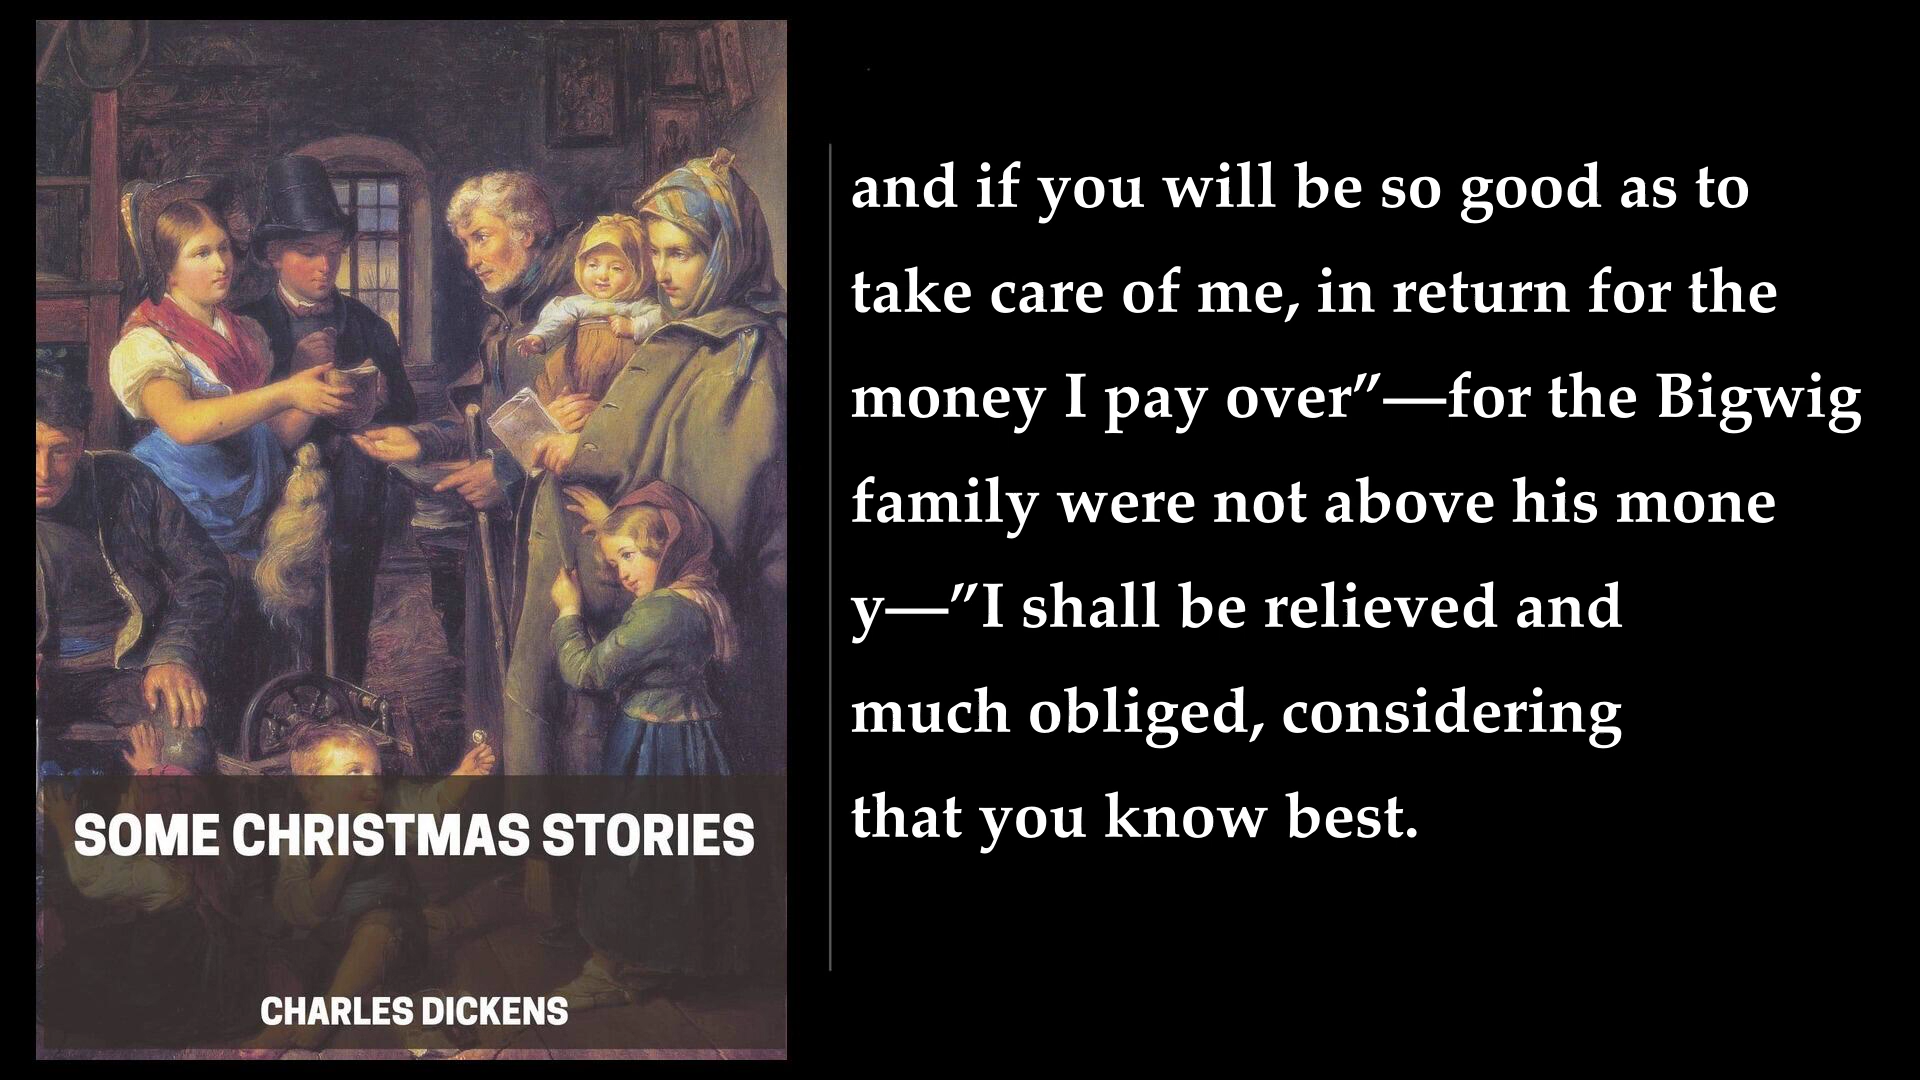 SOME CHRISTMAS STORIES
CHARLES DICKENS
and if you will be so good as to
take care of me, in return for the
money I pay over”—for the Bigwig
family were not above his mone
y—”I shall be relieved and
much obliged, considering
that you know best.